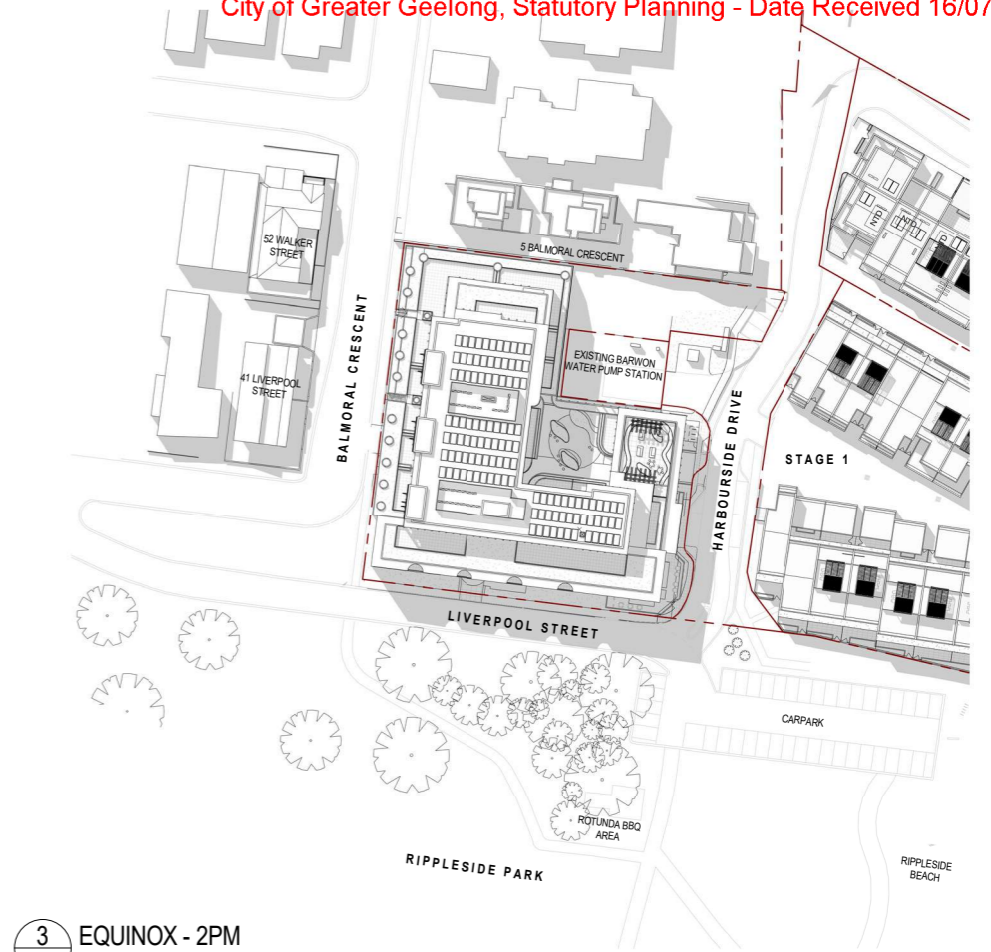 City of Greater Geelong, Statutory Planning - Date Received 16/07
52 WALKER
STREET
5 BALMORAL CRESCENT
BALMORAL CRESCENT
41 LIVERPOOL
STREET
EXISTING BARWON
WATER PUMP STATION
HARBOURSIDE DRIVE
STAGE 1
LIVERPOOL STREET
CARPARK
ROTUNDA BBQ
AREA
RIPPLESIDE PARK
RIPPLESIDE
BEACH
3
EQUINOX - 2PM